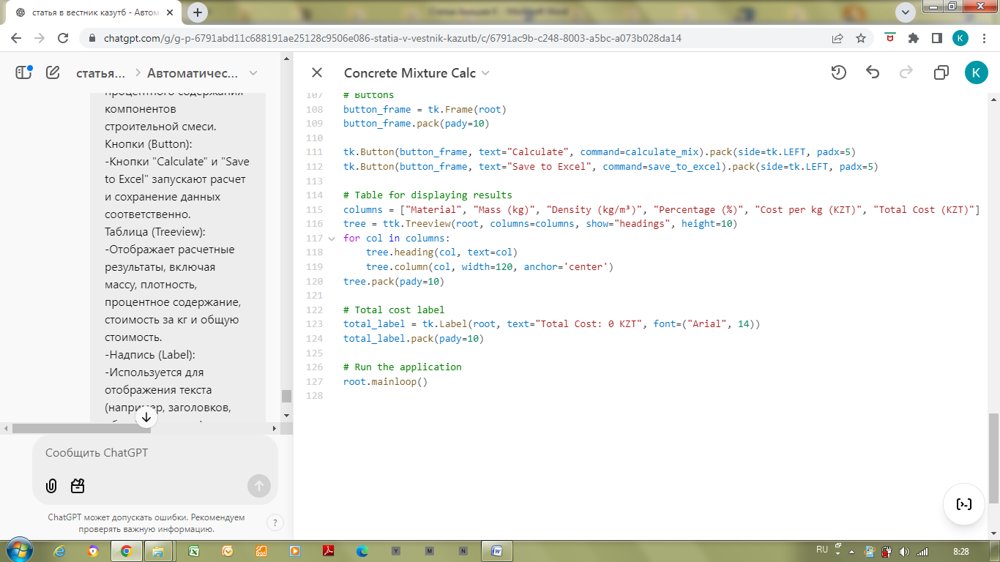 статья в вестник казутб - Автом
chatgpt.com/g/g-p-6791abd11c688191ae25128c9506e086-statia-v-vestnik-kazutb/c/6791ac9b-c248-8003-a5bc-a073b028da14
K
статья...
Автоматичес...
Concrete Mixture Calc
K
процентного содержания
компонентов
строительной смеси.
Кнопки (Button):
-Кнопки "Calculate" и "Save
to Excel" запускают расчет
и сохранение данных
соответственно.
Таблица (Treeview):
-Отображает расчетные
результаты, включая
массу, плотность,
процентное содержание,
стоимость за кг и общую
стоимость.
-Надпись (Label):
-Используется для
отображения текста
(например, заголовков,
Сообщить ChatGPT
ChatGPT может допускать ошибки. Рекомендуем
проверять важную информацию.
?
107 # Buttons
108 button_frame = tk.Frame(root)
109 button_frame.pack(pady=10)
110
111 tk.Button(button_frame, text="Calculate", command=calculate_mix).pack(side=tk.LEFT, padx=5)
112 tk.Button(button_frame, text="Save to Excel", command=save_to_excel).pack(side=tk.LEFT, padx=5)
113
114 # Table for displaying results
115 columns = ["Material", "Mass (kg)", "Density (kg/m³)", "Percentage (%)", "Cost per kg (KZT)", "Total Cost (KZT)"]
116 tree = ttk.Treeview(root, columns=columns, show="headings", height=10)
117 for col in columns:
118     tree.heading(col, text=col)
119     tree.column(col, width=120, anchor='center')
120 tree.pack(pady=10)
121
122 # Total cost label
123 total_label = tk.Label(root, text="Total Cost: 0 KZT", font=("Arial", 14))
124 total_label.pack(pady=10)
125
126 # Run the application
127 root.mainloop()
128
Y
M
N
RU
8:28